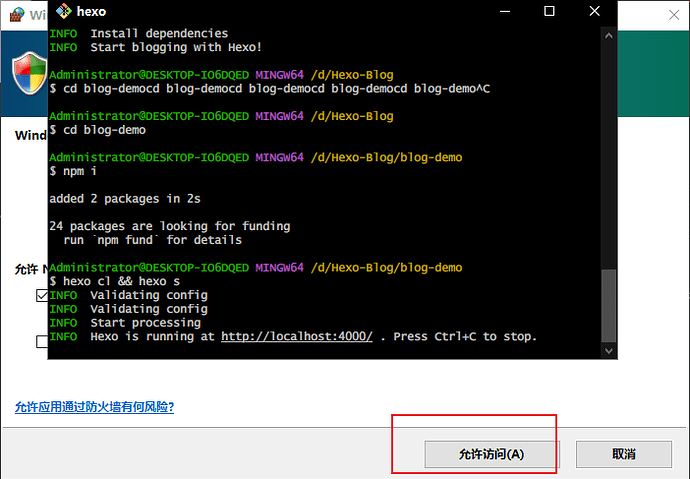 Win
hexo
INFO  Install dependencies
INFO  Start blogging with Hexo!
Administrator@DESKTOP-IO6DQED MINGW64 /d/Hexo-Blog
$ cd blog-democd blog-democd blog-democd blog-democd blog-demo^C
Administrator@DESKTOP-IO6DQED MINGW64 /d/Hexo-Blog
$ cd blog-demo
Administrator@DESKTOP-IO6DQED MINGW64 /d/Hexo-Blog/blog-demo
$ npm i
added 2 packages in 2s
24 packages are looking for funding
  run `npm fund` for details
Administrator@DESKTOP-IO6DQED MINGW64 /d/Hexo-Blog/blog-demo
$ hexo cl && hexo s
INFO  Validating config
INFO  Validating config
INFO  Start processing
INFO  Hexo is running at http://localhost:4000/ . Press Ctrl+C to stop.
Wind
允许 N
允许应用通过防火墙有何风险?
允许访问(A)
取消